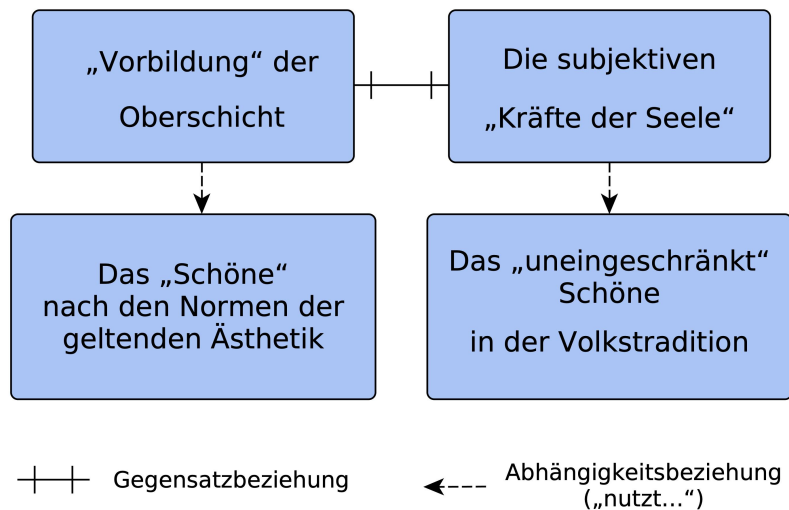 „Vorbildung“ der
Oberschicht
Die subjektiven
„Kräfte der Seele“
Das „Schöne“
nach den Normen der
geltenden Ästhetik
Das „uneingeschränkt“
Schöne
in der Volkstradition
Gegensatzbeziehung
Abhängigkeitsbeziehung
(„nutzt...“)